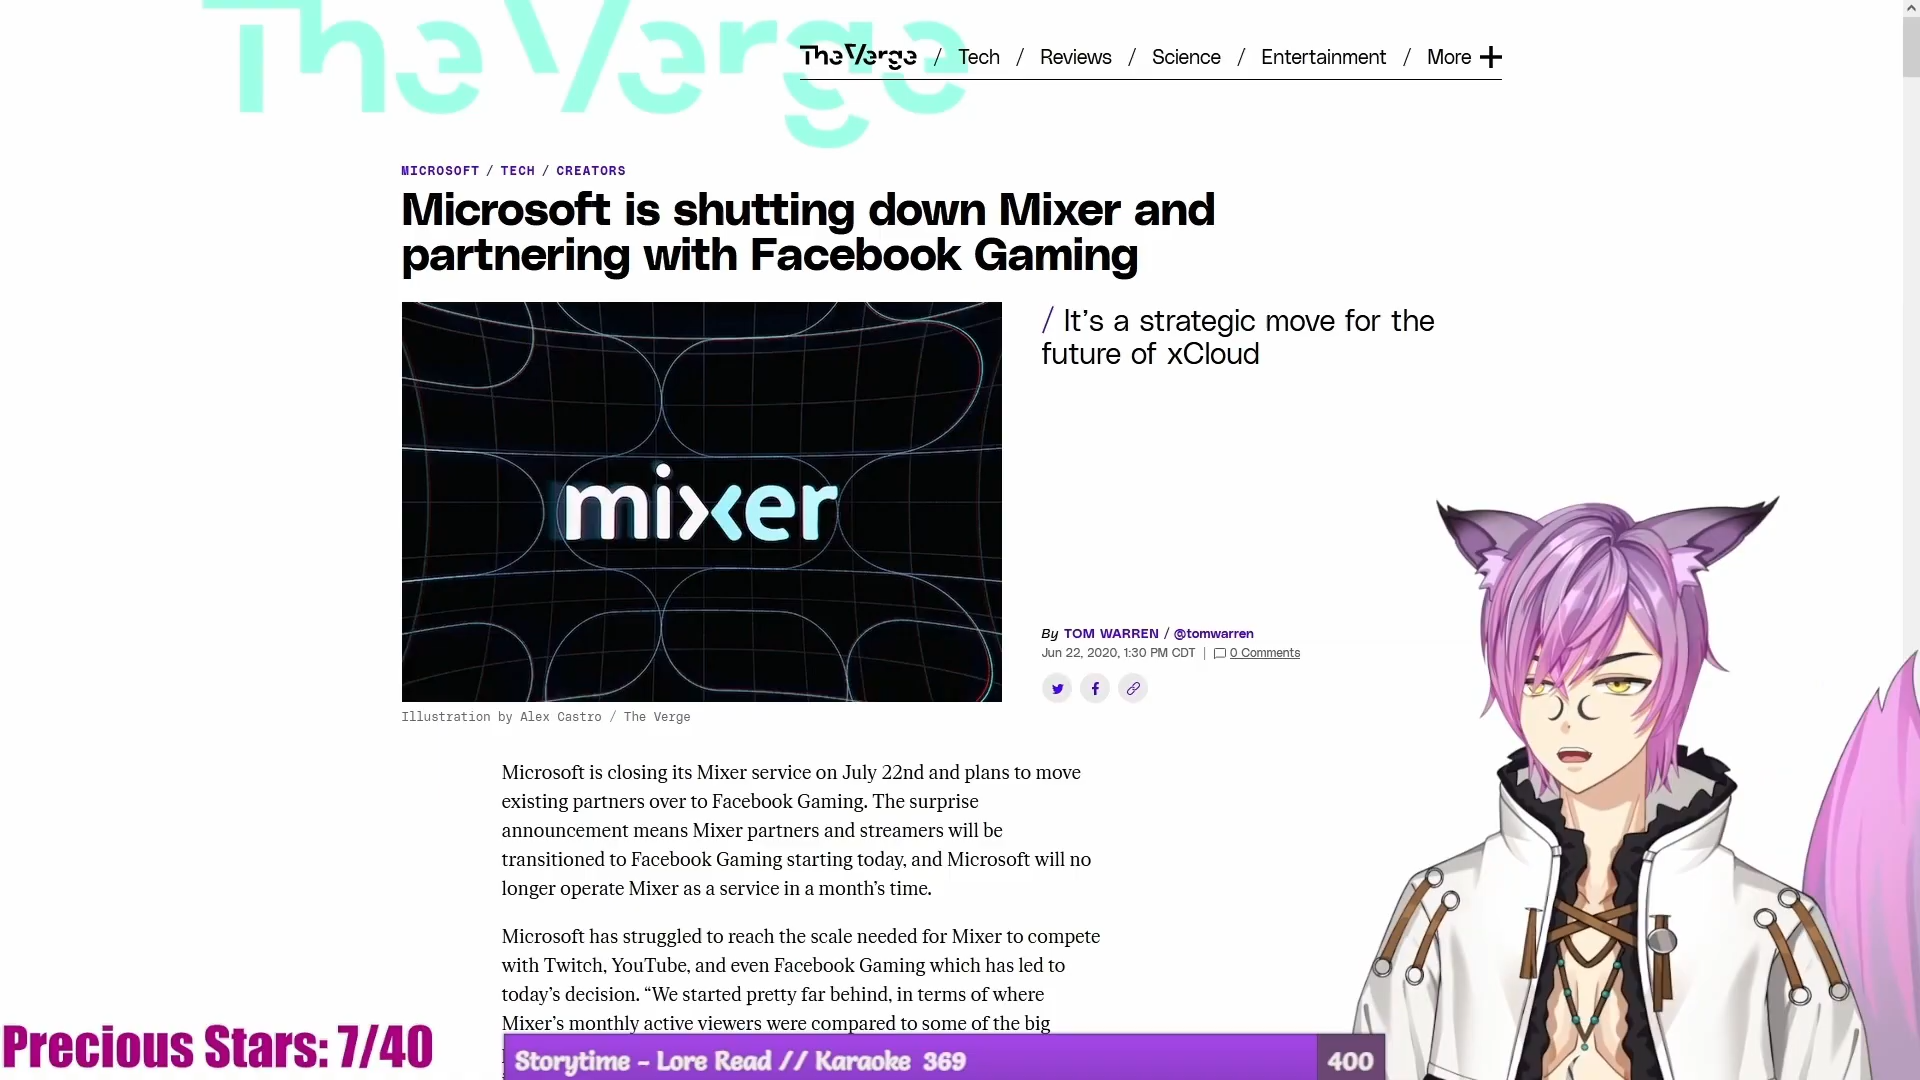 The Verge
The Verge / Tech / Reviews / Science / Entertainment / More +
MICROSOFT / TECH / CREATORS
Microsoft is shutting down Mixer and
partnering with Facebook Gaming
mixer
/ It’s a strategic move for the
future of xCloud
By TOM WARREN / @tomwarren
Jun 22, 2020, 1:30 PM CDT | 0 Comments
Illustration by Alex Castro / The Verge
Microsoft is closing its Mixer service on July 22nd and plans to move
existing partners over to Facebook Gaming. The surprise
announcement means Mixer partners and streamers will be
transitioned to Facebook Gaming starting today, and Microsoft will no
longer operate Mixer as a service in a month’s time.
Microsoft has struggled to reach the scale needed for Mixer to compete
with Twitch, YouTube, and even Facebook Gaming which has led to
today’s decision. “We started pretty far behind, in terms of where
Mixer’s monthly active viewers were compared to some of the big
Precious Stars: 7/40
Storytime - Lore Read // Karaoke 369
400